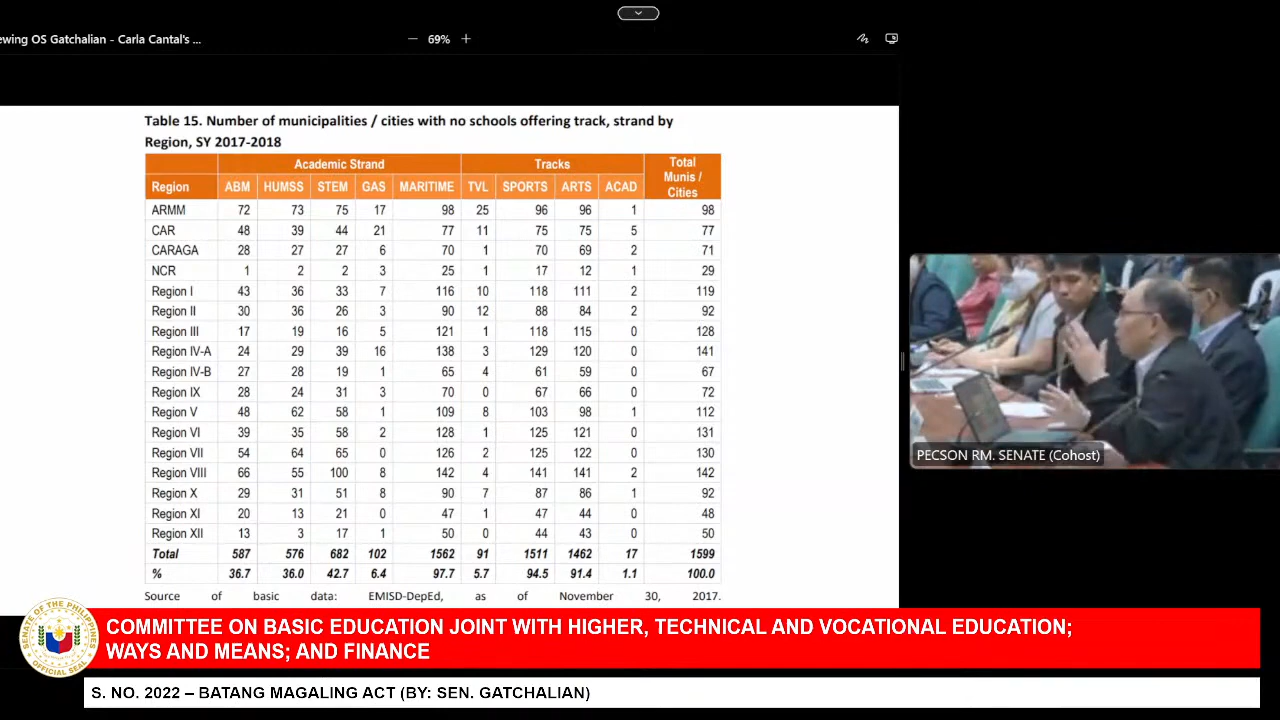 ewing OS Gatchalian - Carla Cantal's ...
69%
Table 15. Number of municipalities / cities with no schools offering track, strand by
Region, SY 2017-2018
Academic Strand Tracks Total Munis / Cities
Region ABM HUMSS STEM GAS MARITIME TVL SPORTS ARTS ACAD
ARMM 72 73 75 17 98 25 96 96 1 98
CAR 48 39 44 21 77 11 75 75 5 77
CARAGA 28 27 27 6 70 1 70 69 2 71
NCR 1 2 2 3 25 1 17 12 1 29
Region I 43 36 33 7 116 10 118 111 2 119
Region II 30 36 26 3 90 12 88 84 2 92
Region III 17 19 16 5 121 1 118 115 0 128
Region IV-A 24 29 39 16 138 3 129 120 0 141
Region IV-B 27 28 19 1 65 4 61 59 0 67
Region IX 28 24 31 3 70 0 67 66 0 72
Region V 48 62 58 1 109 8 103 98 1 112
Region VI 39 35 58 2 128 1 125 121 0 131
Region VII 54 64 65 0 126 2 125 122 0 130
Region VIII 66 55 100 8 142 4 141 141 2 142
Region X 29 31 51 8 90 7 87 86 1 92
Region XI 20 13 21 0 47 1 47 44 0 48
Region XII 13 3 17 1 50 0 44 43 0 50
Total 587 576 682 102 1562 91 1511 1462 17 1599
% 36.7 36.0 42.7 6.4 97.7 5.7 94.5 91.4 1.1 100.0
Source of basic data: EMISD-DepEd, as of November 30, 2017.
PECSON RM. SENATE (Cohost)
SENATE OF THE PHILIPPINES
OFFICIAL SEAL
COMMITTEE ON BASIC EDUCATION JOINT WITH HIGHER, TECHNICAL AND VOCATIONAL EDUCATION;
WAYS AND MEANS; AND FINANCE
S. NO. 2022 – BATANG MAGALING ACT (BY: SEN. GATCHALIAN)